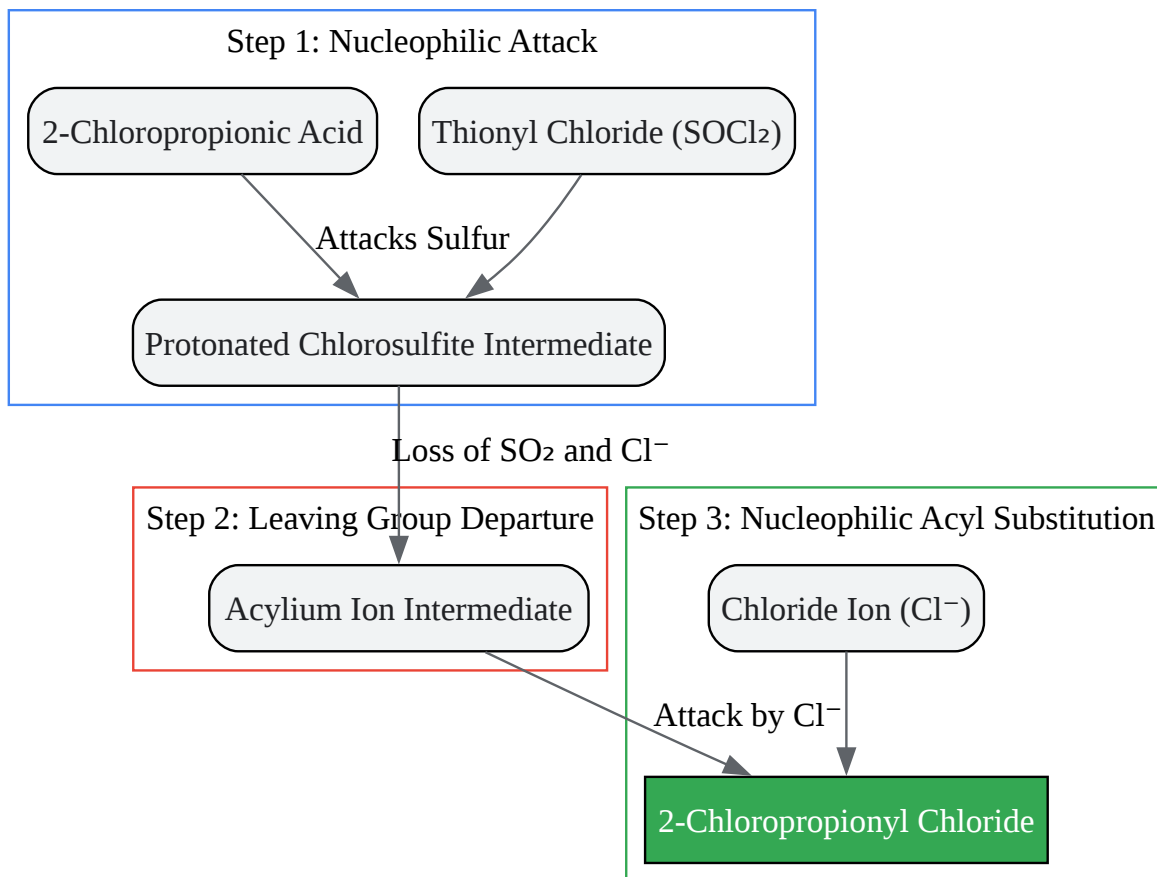 Step 1: Nucleophilic Attack
2-Chloropropionic Acid
Thionyl Chloride (SOCl₂)
Attacks Sulfur
Protonated Chlorosulfite Intermediate
Loss of SO₂ and Cl⁻
Step 2: Leaving Group Departure
Step 3: Nucleophilic Acyl Substitution
Acylium Ion Intermediate
Chloride Ion (Cl⁻)
Attack by Cl⁻
2-Chloropropionyl Chloride